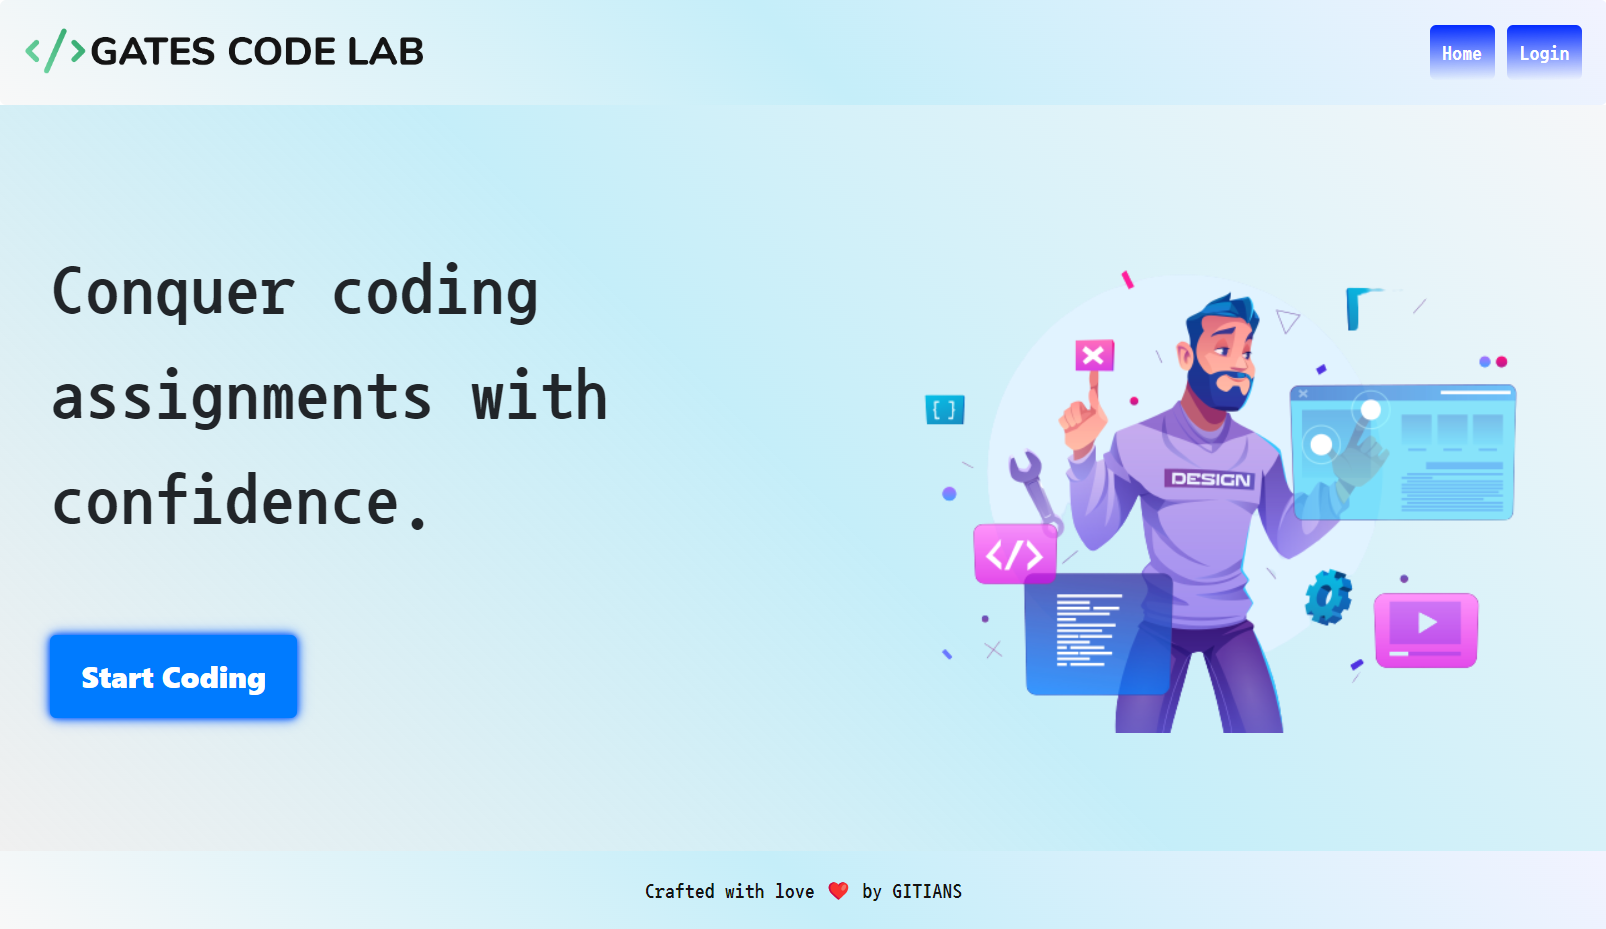 </> GATES CODE LAB
Home
Login
Conquer coding
assignments with
confidence.
Start Coding
{ }
DESIGN
</>
Crafted with love ❤️ by GITIANS